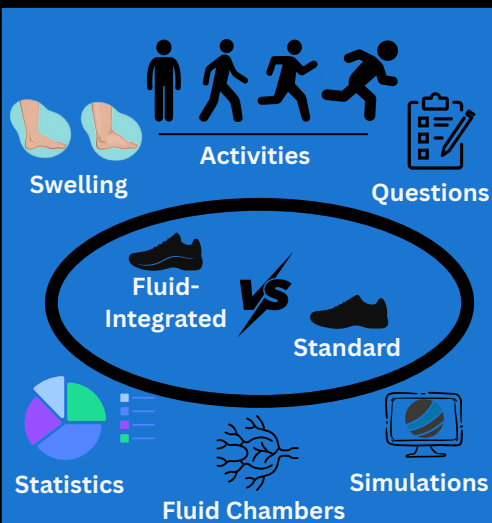 Activities
Swelling
Questions
Fluid-
Integrated
VS
Standard
Statistics
Fluid Chambers
Simulations